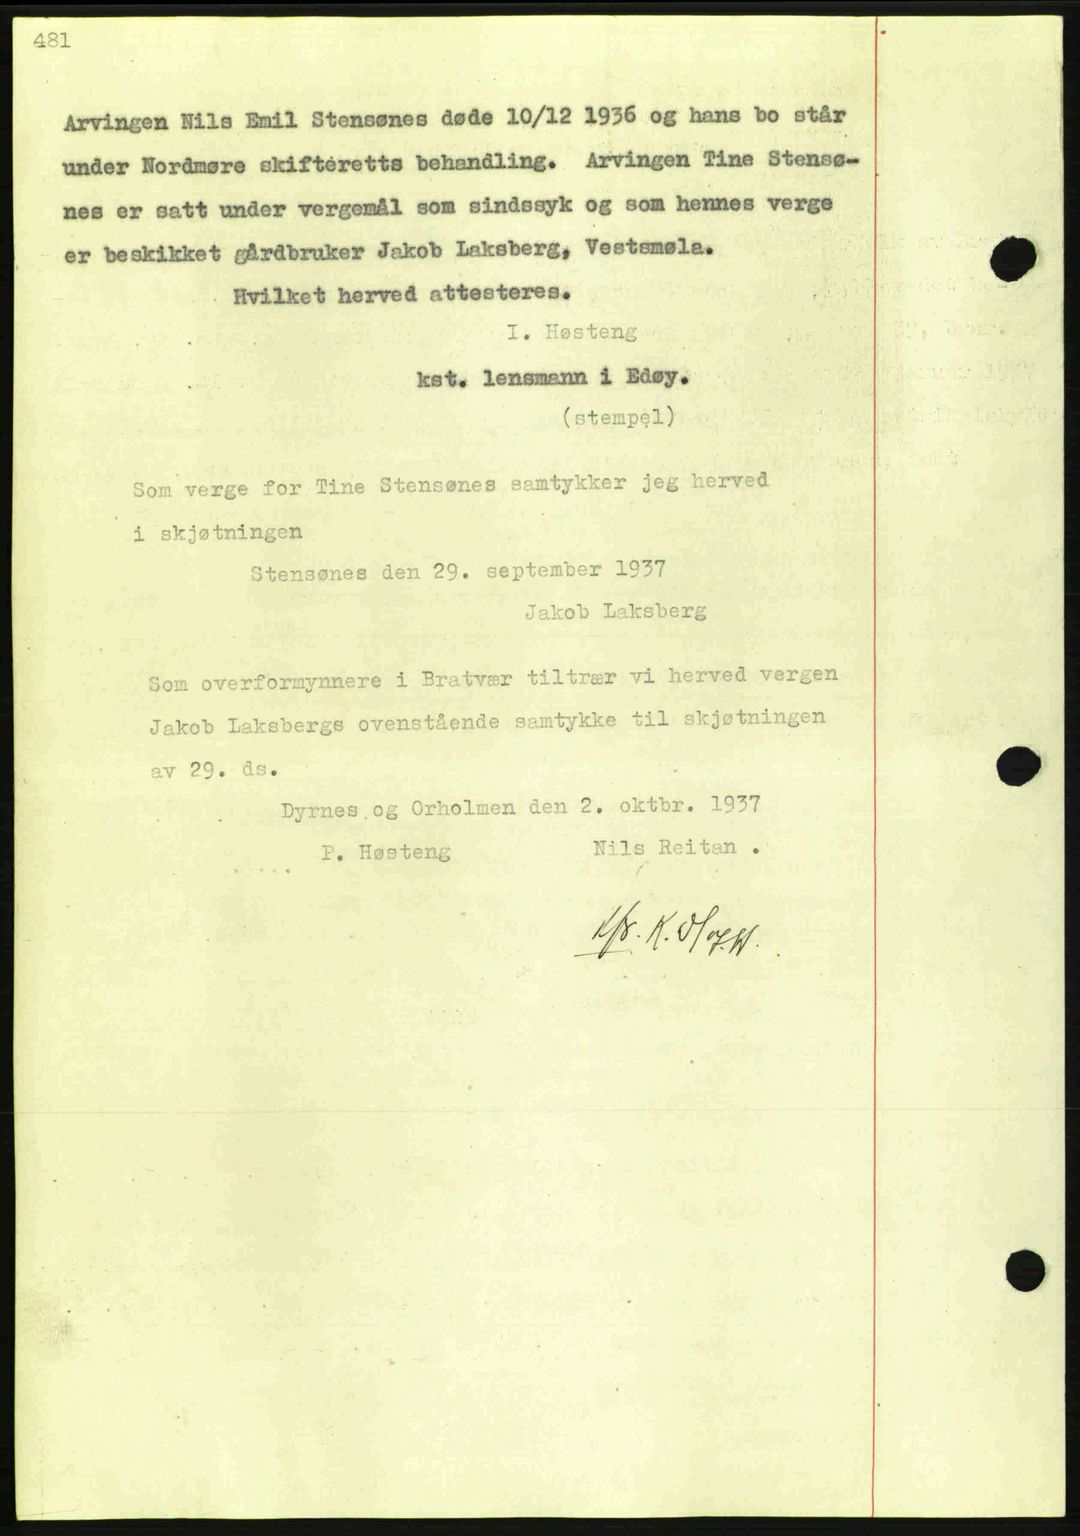 481
Arvingen Nils Emil Stensønes døde 10/12 1936 og hans bo står
under Nordmøre skifteretts behandling. Arvingen Tine Stensø-
nes er satt under vergemål som sindssyk og som hennes verge
er beskikket gårdbruker Jakob Laksberg, Vestsmøla.
Hvilket herved attesteres.
I. Høsteng
kst. lensmann i Edøy.
(stempel)
Som verge for Tine Stensønes samtykker jeg herved
i skjøtningen
Stensønes den 29. september 1937
Jakob Laksberg
Som overformynnere i Bratvær tiltrær vi herved vergen
Jakob Laksbergs ovenstående samtykke til skjøtningen
av 29. ds.
Dyrnes og Orholmen den 2. oktbr. 1937
P. Høsteng Nils Reitan .
K.